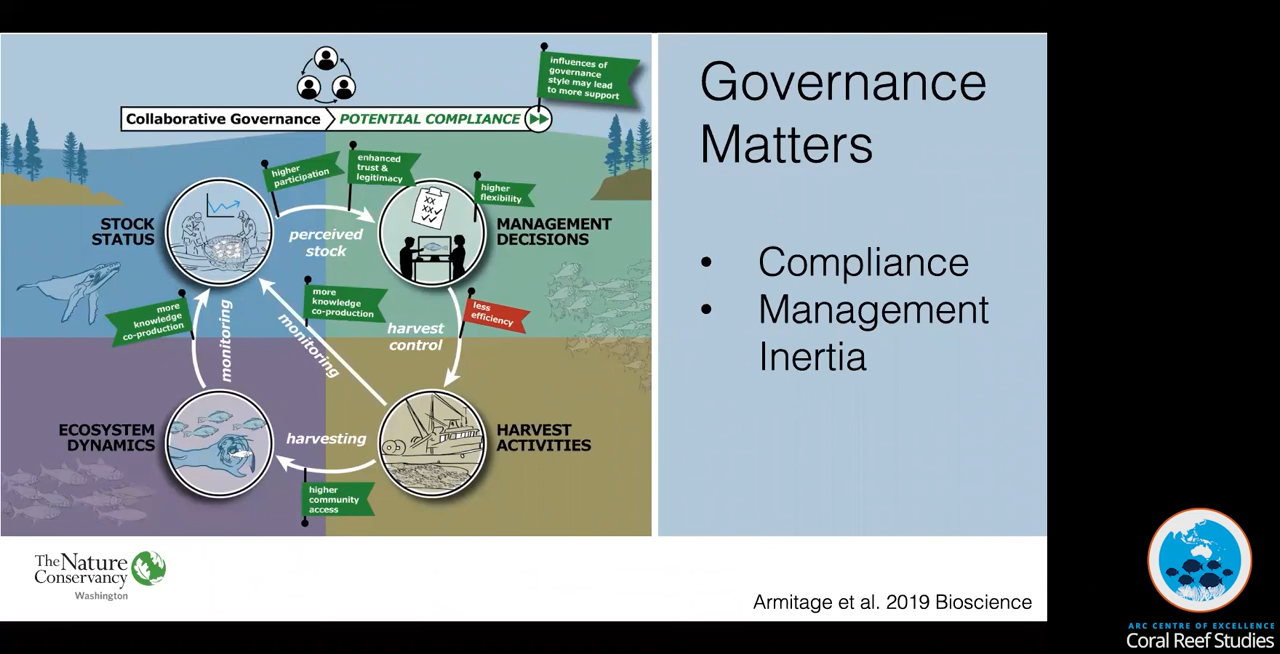 influences of
governance
style may lead
to more support
Collaborative Governance
POTENTIAL COMPLIANCE
higher
participation
enhanced
trust &
legitimacy
higher
flexibility
STOCK
STATUS
perceived
stock
MANAGEMENT
DECISIONS
more
knowledge
co-production
monitoring
more
knowledge
co-production
monitoring
harvest
control
less
efficiency
ECOSYSTEM
DYNAMICS
harvesting
HARVEST
ACTIVITIES
higher
community
access
Governance
Matters
• Compliance
• Management
Inertia
The Nature
Conservancy
Washington
Armitage et al. 2019 Bioscience
ARC CENTRE OF EXCELLENCE
Coral Reef Studies